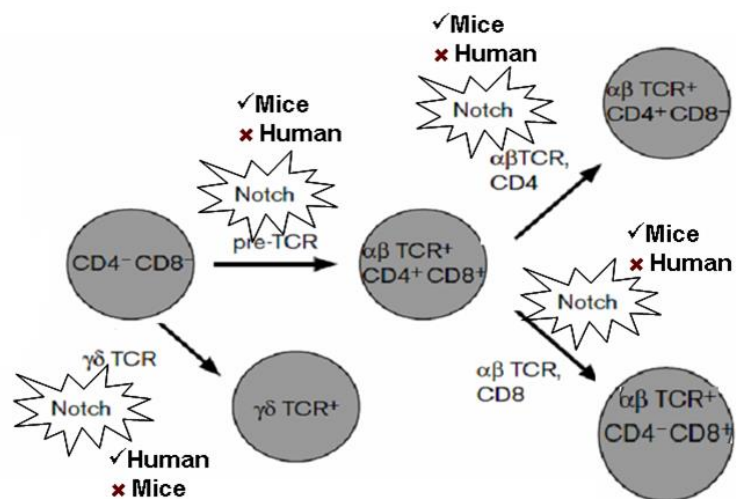 ✓Mice
✖ Human
Notch
αβTCR,
CD4
αβ TCR+
CD4+ CD8−
✓Mice
✖ Human
Notch
pre-TCR
CD4− CD8−
αβ TCR+
CD4+ CD8+
✓Mice
✖ Human
Notch
αβ TCR,
CD8
αβ TCR+
CD4− CD8+
γδ TCR
Notch
✓Human
✖ Mice
γδ TCR+